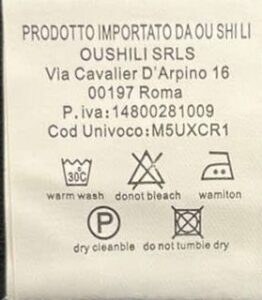 PRODOTTO IMPORTATO DA OU SHI LI
OUSHILI SRLS
Via Cavalier D'Arpino 16
00197 Roma
P. iva: 14800281009
Cod Univoco: M5UXCR1
30C
warm wash donot bleach wamiton
P
dry cleanble do not tumble dry